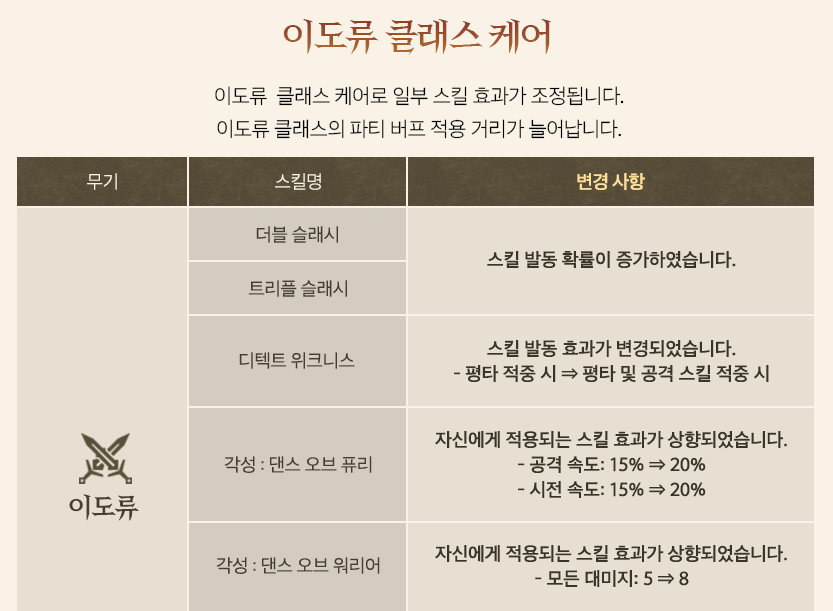 이도류 클래스 케어
이도류 클래스 케어로 일부 스킬 효과가 조정됩니다.
이도류 클래스의 파티 버프 적용 거리가 늘어납니다.
무기
스킬명
변경 사항
더블 슬래시
스킬 발동 확률이 증가하였습니다.
트리플 슬래시
디텍트 위크니스
스킬 발동 효과가 변경되었습니다.
- 평타 적중 시 ⇒ 평타 및 공격 스킬 적중 시
이도류
각성 : 댄스 오브 퓨리
자신에게 적용되는 스킬 효과가 상향되었습니다.
- 공격 속도: 15% ⇒ 20%
- 시전 속도: 15% ⇒ 20%
각성 : 댄스 오브 워리어
자신에게 적용되는 스킬 효과가 상향되었습니다.
- 모든 대미지: 5 ⇒ 8